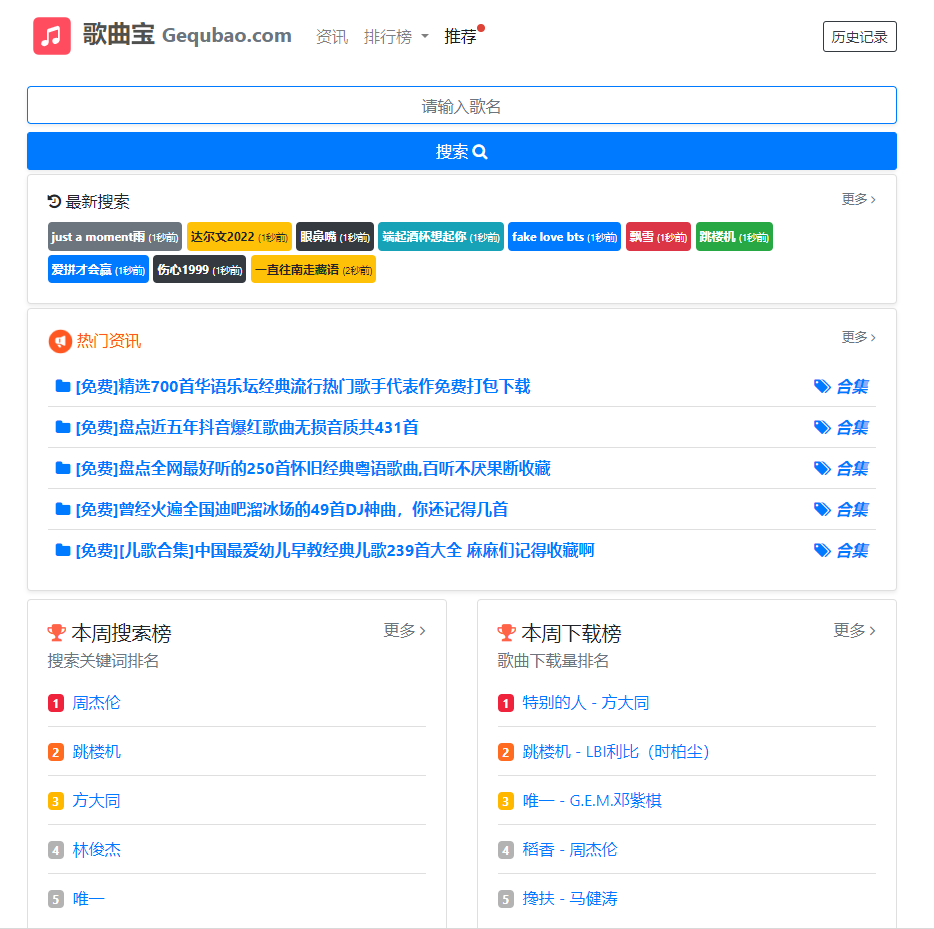 歌曲宝 Gequbao.com 资讯 排行榜 推荐 历史记录
请输入歌名
搜索
最新搜索 更多
just a moment雨 (1秒前) 达尔文2022 (1秒前) 眼鼻嘴 (1秒前) 端起酒杯想起你 (1秒前) fake love bts (1秒前) 飘雪 (1秒前) 跳楼机 (1秒前)
爱拼才会赢 (1秒前) 伤心1999 (1秒前) 一直往南走藏语 (2秒前)
热门资讯 更多
[免费]精选700首华语乐坛经典流行热门歌手代表作免费打包下载 合集
[免费]盘点近五年抖音爆红歌曲无损音质共431首 合集
[免费]盘点全网最好听的250首怀旧经典粤语歌曲,百听不厌果断收藏 合集
[免费]曾经火遍全国迪吧溜冰场的49首DJ神曲，你还记得几首 合集
[免费][儿歌合集]中国最爱幼儿早教经典儿歌239首大全 麻麻们记得收藏啊 合集
本周搜索榜 更多
搜索关键词排名
1 周杰伦
2 跳楼机
3 方大同
4 林俊杰
5 唯一
本周下载榜 更多
歌曲下载量排名
1 特别的人 - 方大同
2 跳楼机 - LBI利比（时柏尘）
3 唯一 - G.E.M.邓紫棋
4 稻香 - 周杰伦
5 搀扶 - 马健涛